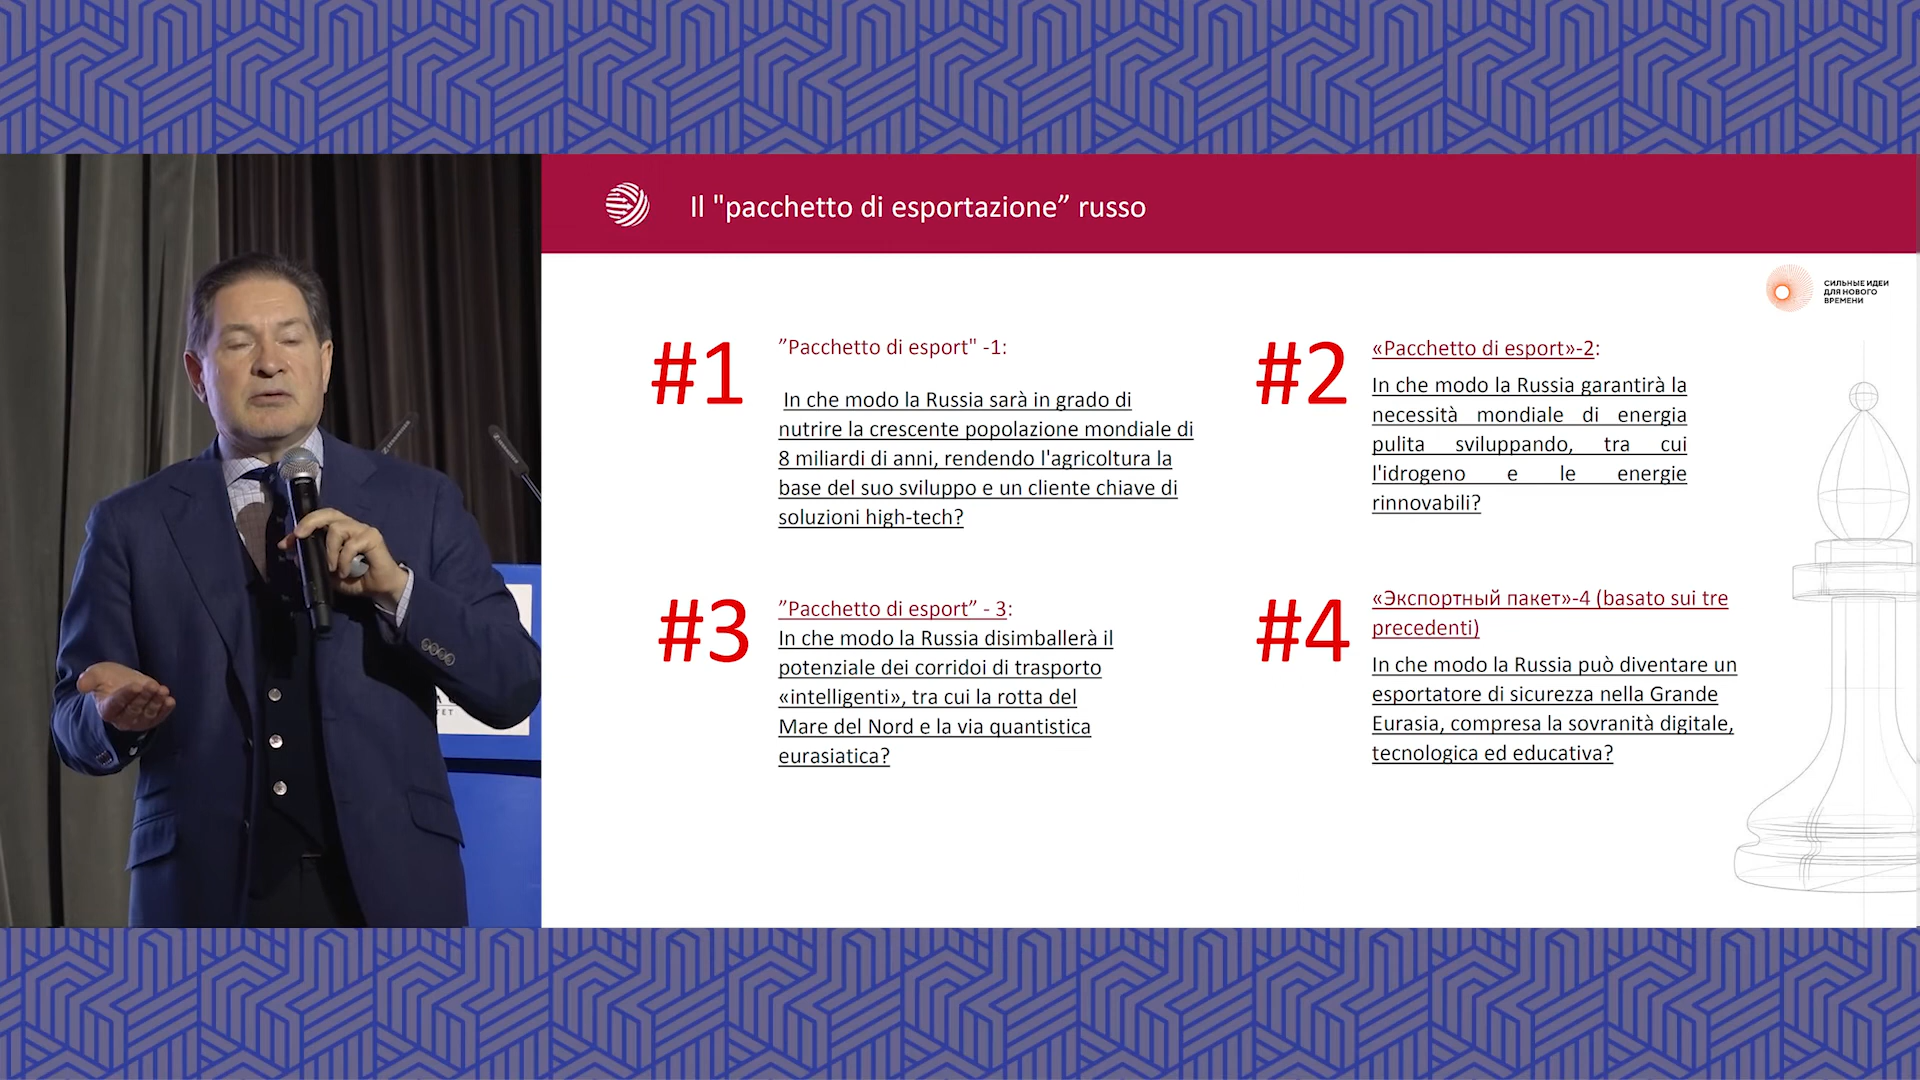 Il "pacchetto di esportazione” russo
СИЛЬНЫЕ ИДЕИ
ДЛЯ НОВОГО
ВРЕМЕНИ
#1
”Pacchetto di esport" -1:
In che modo la Russia sarà in grado di
nutrire la crescente popolazione mondiale di
8 miliardi di anni, rendendo l'agricoltura la
base del suo sviluppo e un cliente chiave di
soluzioni high-tech?
#2
«Pacchetto di esport»-2:
In che modo la Russia garantirà la
necessità mondiale di energia
pulita sviluppando, tra cui
l'idrogeno e le energie
rinnovabili?
#3
”Pacchetto di esport” - 3:
In che modo la Russia disimballerà il
potenziale dei corridoi di trasporto
«intelligenti», tra cui la rotta del
Mare del Nord e la via quantistica
eurasiatica?
#4
«Экспортный пакет»-4 (basato sui tre
precedenti)
In che modo la Russia può diventare un
esportatore di sicurezza nella Grande
Eurasia, compresa la sovranità digitale,
tecnologica ed educativa?